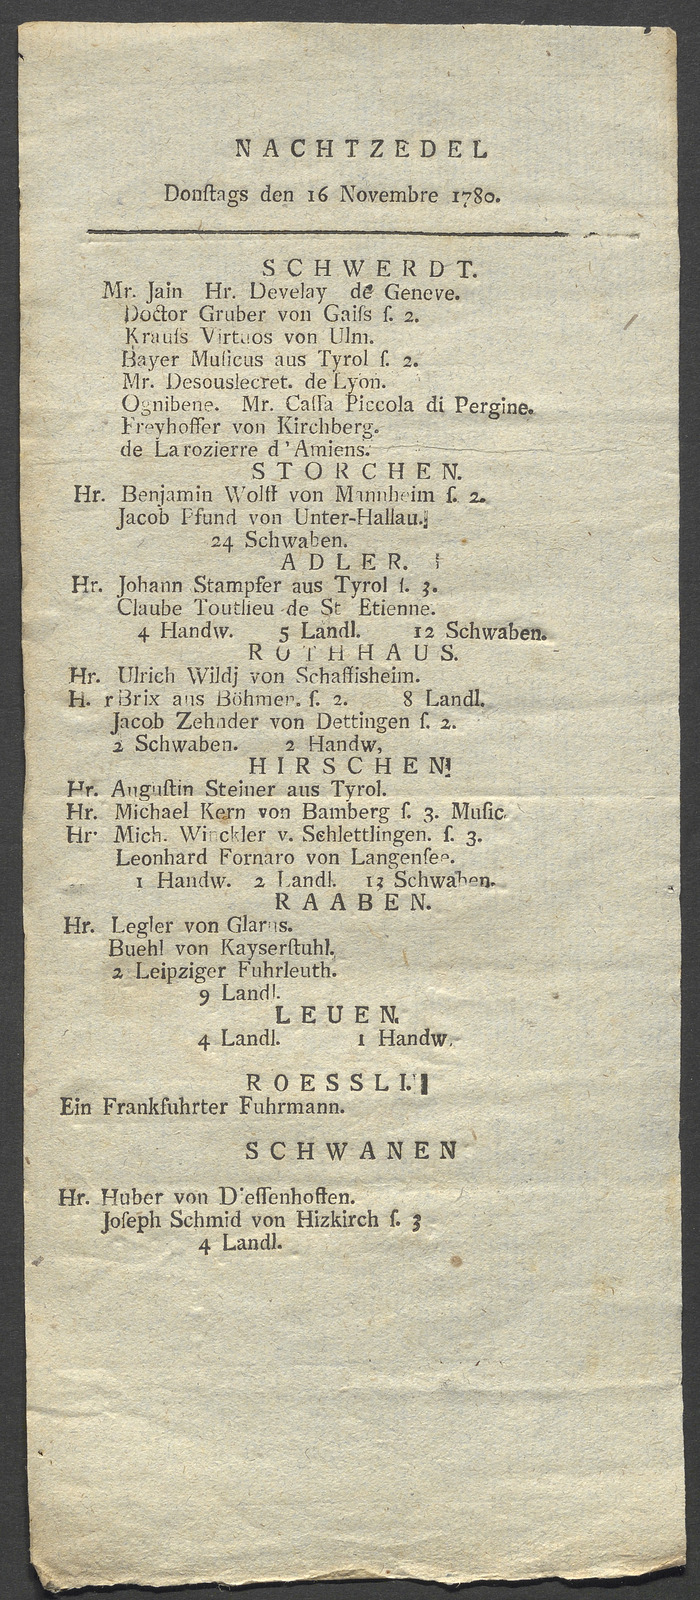 NACHTZEDEL
Donſtags den 16 Novembre 1780.
SCHWERDT.
Mr. Jain Hr. Develay de Geneve.
Doctor Gruber von Gaiſs ſ. 2.
Krauſs Virtuos von Ulm.
Bayer Muſicus aus Tyrol ſ. 2.
Mr. Desouslecret. de Lyon.
Ognibene. Mr. Caſſa Piccola di Pergine.
Freyhoffer von Kirchberg.
de Larozierre d'Amiens.
STORCHEN.
Hr. Benjamin Wolff von Mannheim ſ. 2.
Jacob Pfund von Unter-Hallau.
24 Schwaben.
ADLER.
Hr. Johann Stampfer aus Tyrol ſ. 3.
Claube Toutlieu de St Etienne.
4 Handw. 5 Landl. 12 Schwaben.
ROTHHAUS.
Hr. Ulrich Wildj von Schaffisheim.
H. r Brix aus Böhmen. ſ. 2. 8 Landl.
Jacob Zehnder von Dettingen ſ. 2.
2 Schwaben. 2 Handw,
HIRSCHEN
Hr. Auguſtin Steiner aus Tyrol.
Hr. Michael Kern von Bamberg ſ. 3. Muſic.
Hr. Mich. Winckler v. Schlettlingen. ſ. 3.
Leonhard Fornaro von Langenſee.
1 Handw. 2 Landl. 13 Schwaben.
RAABEN.
Hr. Legler von Glarus.
Buehl von Kayserſtuhl.
2 Leipziger Fuhrleuth.
9 Landl.
LEUEN.
4 Landl. 1 Handw.
ROESSLI.
Ein Frankfuhrter Fuhrmann.
SCHWANEN
Hr. Huber von D'eſſenhoffen.
Joſeph Schmid von Hizkirch ſ. 3
4 Landl.